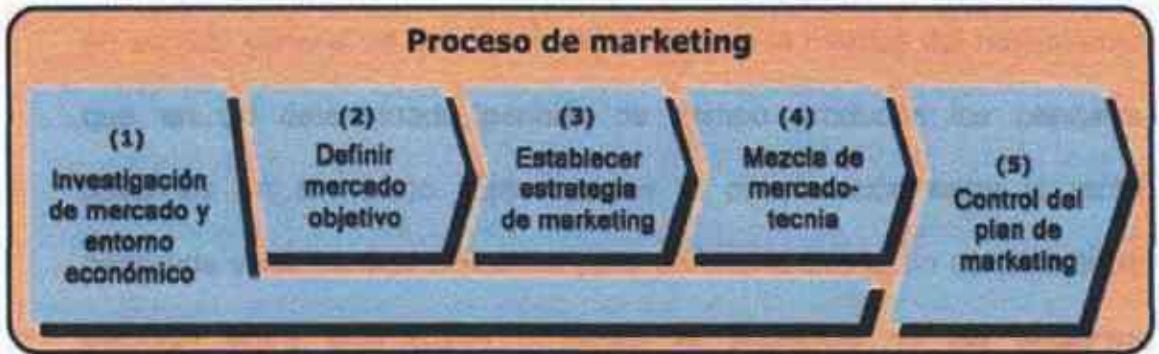 Proceso de marketing
(1)
Investigación
de mercado y
entorno
económico
(2)
Definir
mercado
objetivo
(3)
Establecer
estrategia
de marketing
(4)
Mezcla de
mercado-
tecnia
(5)
Control del
plan de
marketing